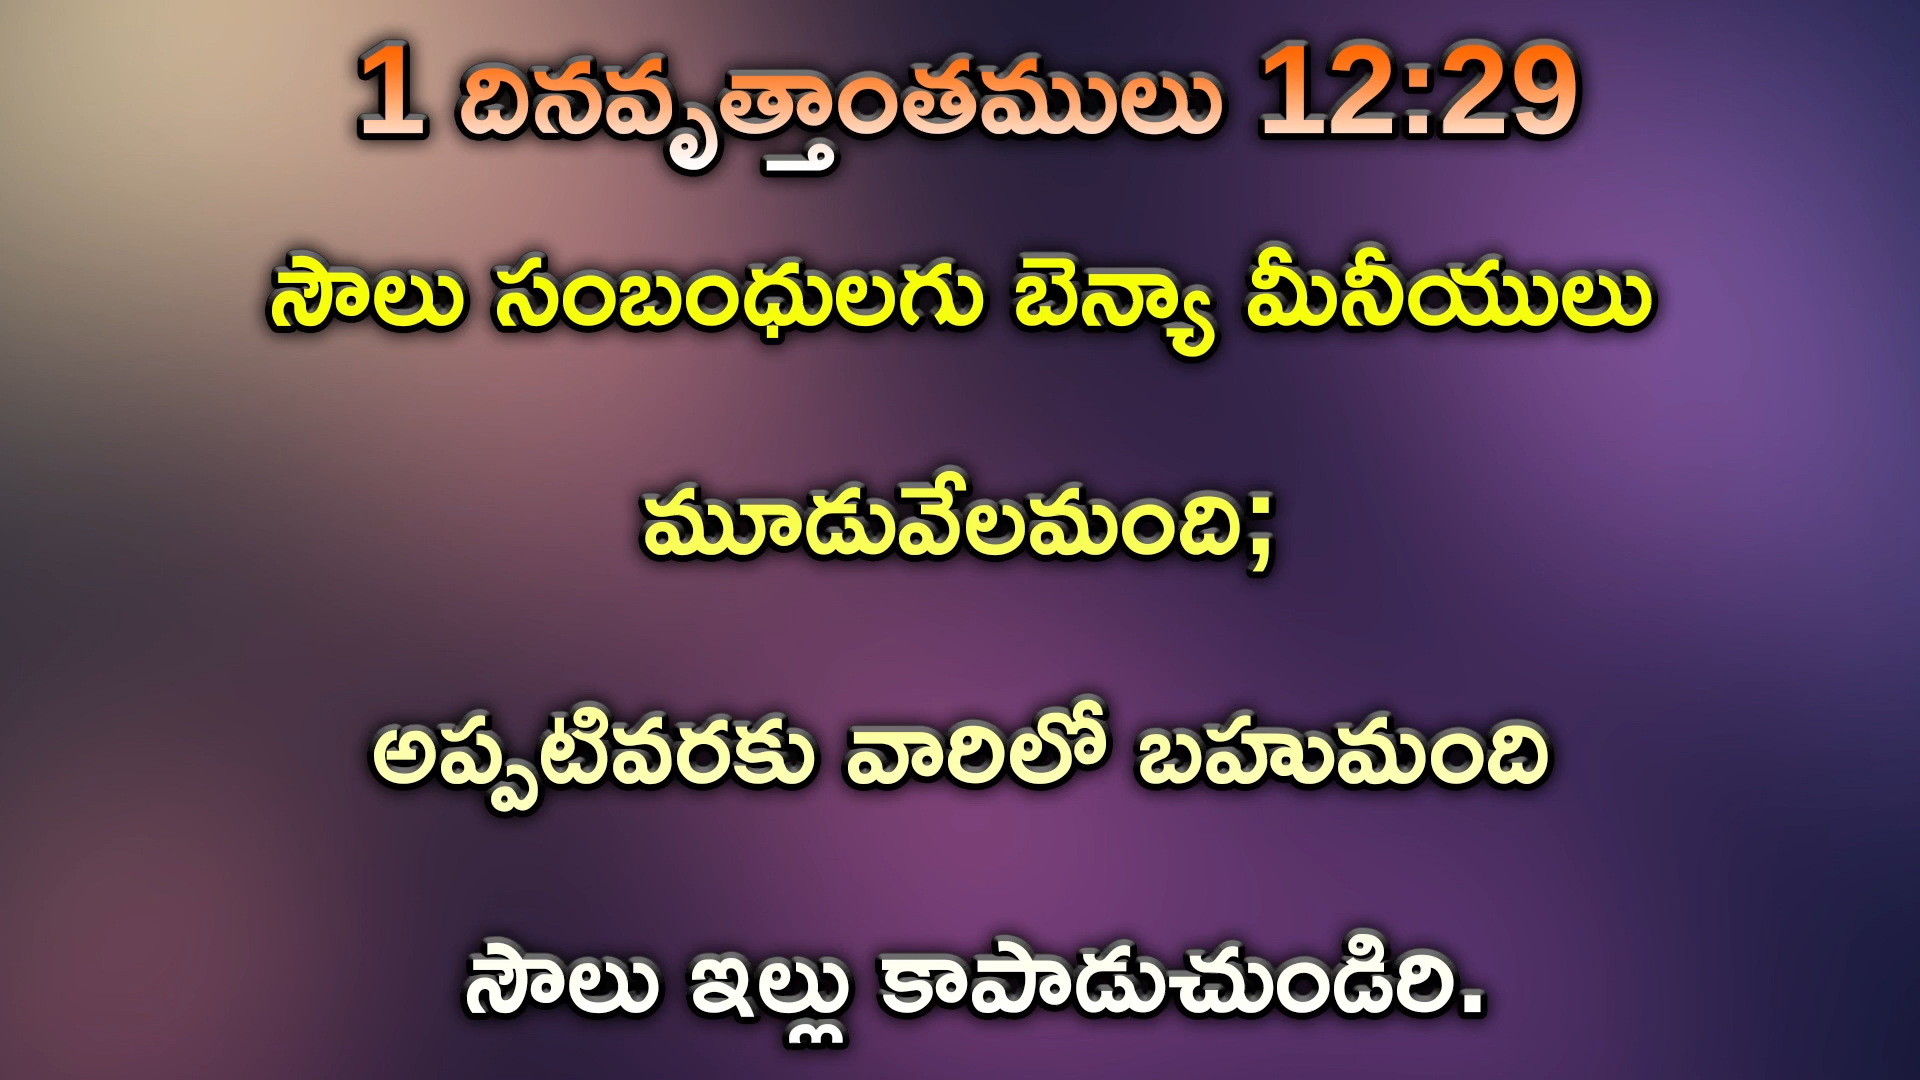 1 దినవృత్తాంతములు 12:29
సౌలు సంబంధులగు బెన్యా మీనీయులు
మూడువేలమంది;
అప్పటివరకు వారిలో బహుమంది
సౌలు ఇల్లు కాపాడుచుండిరి.